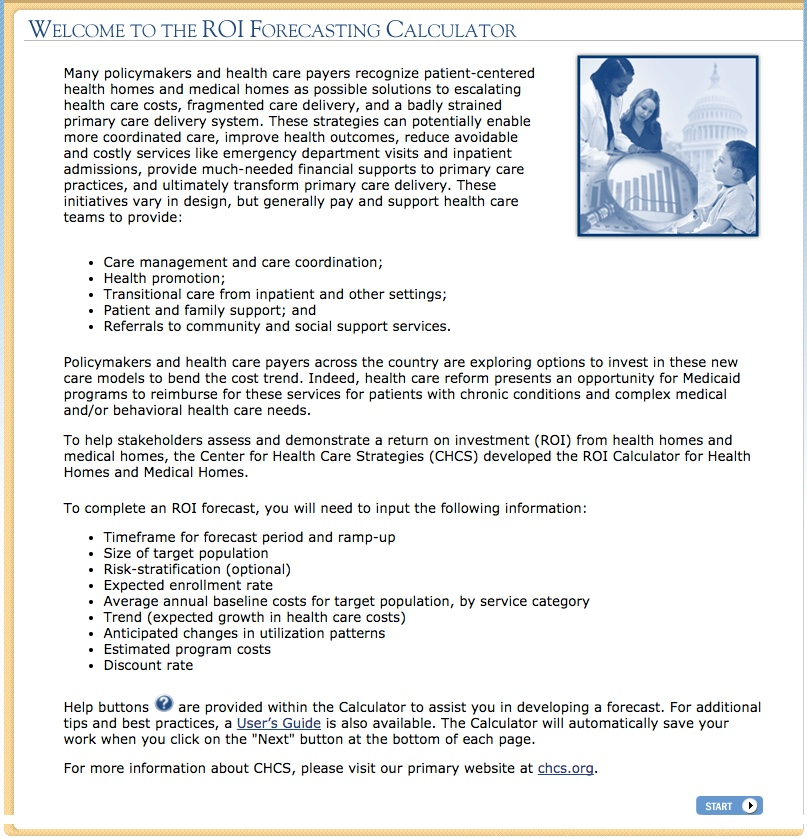 WELCOME TO THE ROI FORECASTING CALCULATOR
Many policymakers and health care payers recognize patient-centered
health homes and medical homes as possible solutions to escalating
health care costs, fragmented care delivery, and a badly strained
primary care delivery system. These strategies can potentially enable
more coordinated care, improve health outcomes, reduce avoidable
and costly services like emergency department visits and inpatient
admissions, provide much-needed financial supports to primary care
practices, and ultimately transform primary care delivery. These
initiatives vary in design, but generally pay and support health care
teams to provide:
• Care management and care coordination;
• Health promotion;
• Transitional care from inpatient and other settings;
• Patient and family support; and
• Referrals to community and social support services.
Policymakers and health care payers across the country are exploring options to invest in these new
care models to bend the cost trend. Indeed, health care reform presents an opportunity for Medicaid
programs to reimburse for these services for patients with chronic conditions and complex medical
and/or behavioral health care needs.
To help stakeholders assess and demonstrate a return on investment (ROI) from health homes and
medical homes, the Center for Health Care Strategies (CHCS) developed the ROI Calculator for Health
Homes and Medical Homes.
To complete an ROI forecast, you will need to input the following information:
• Timeframe for forecast period and ramp-up
• Size of target population
• Risk-stratification (optional)
• Expected enrollment rate
• Average annual baseline costs for target population, by service category
• Trend (expected growth in health care costs)
• Anticipated changes in utilization patterns
• Estimated program costs
• Discount rate
Help buttons ? are provided within the Calculator to assist you in developing a forecast. For additional
tips and best practices, a User's Guide is also available. The Calculator will automatically save your
work when you click on the "Next" button at the bottom of each page.
For more information about CHCS, please visit our primary website at chcs.org.
START